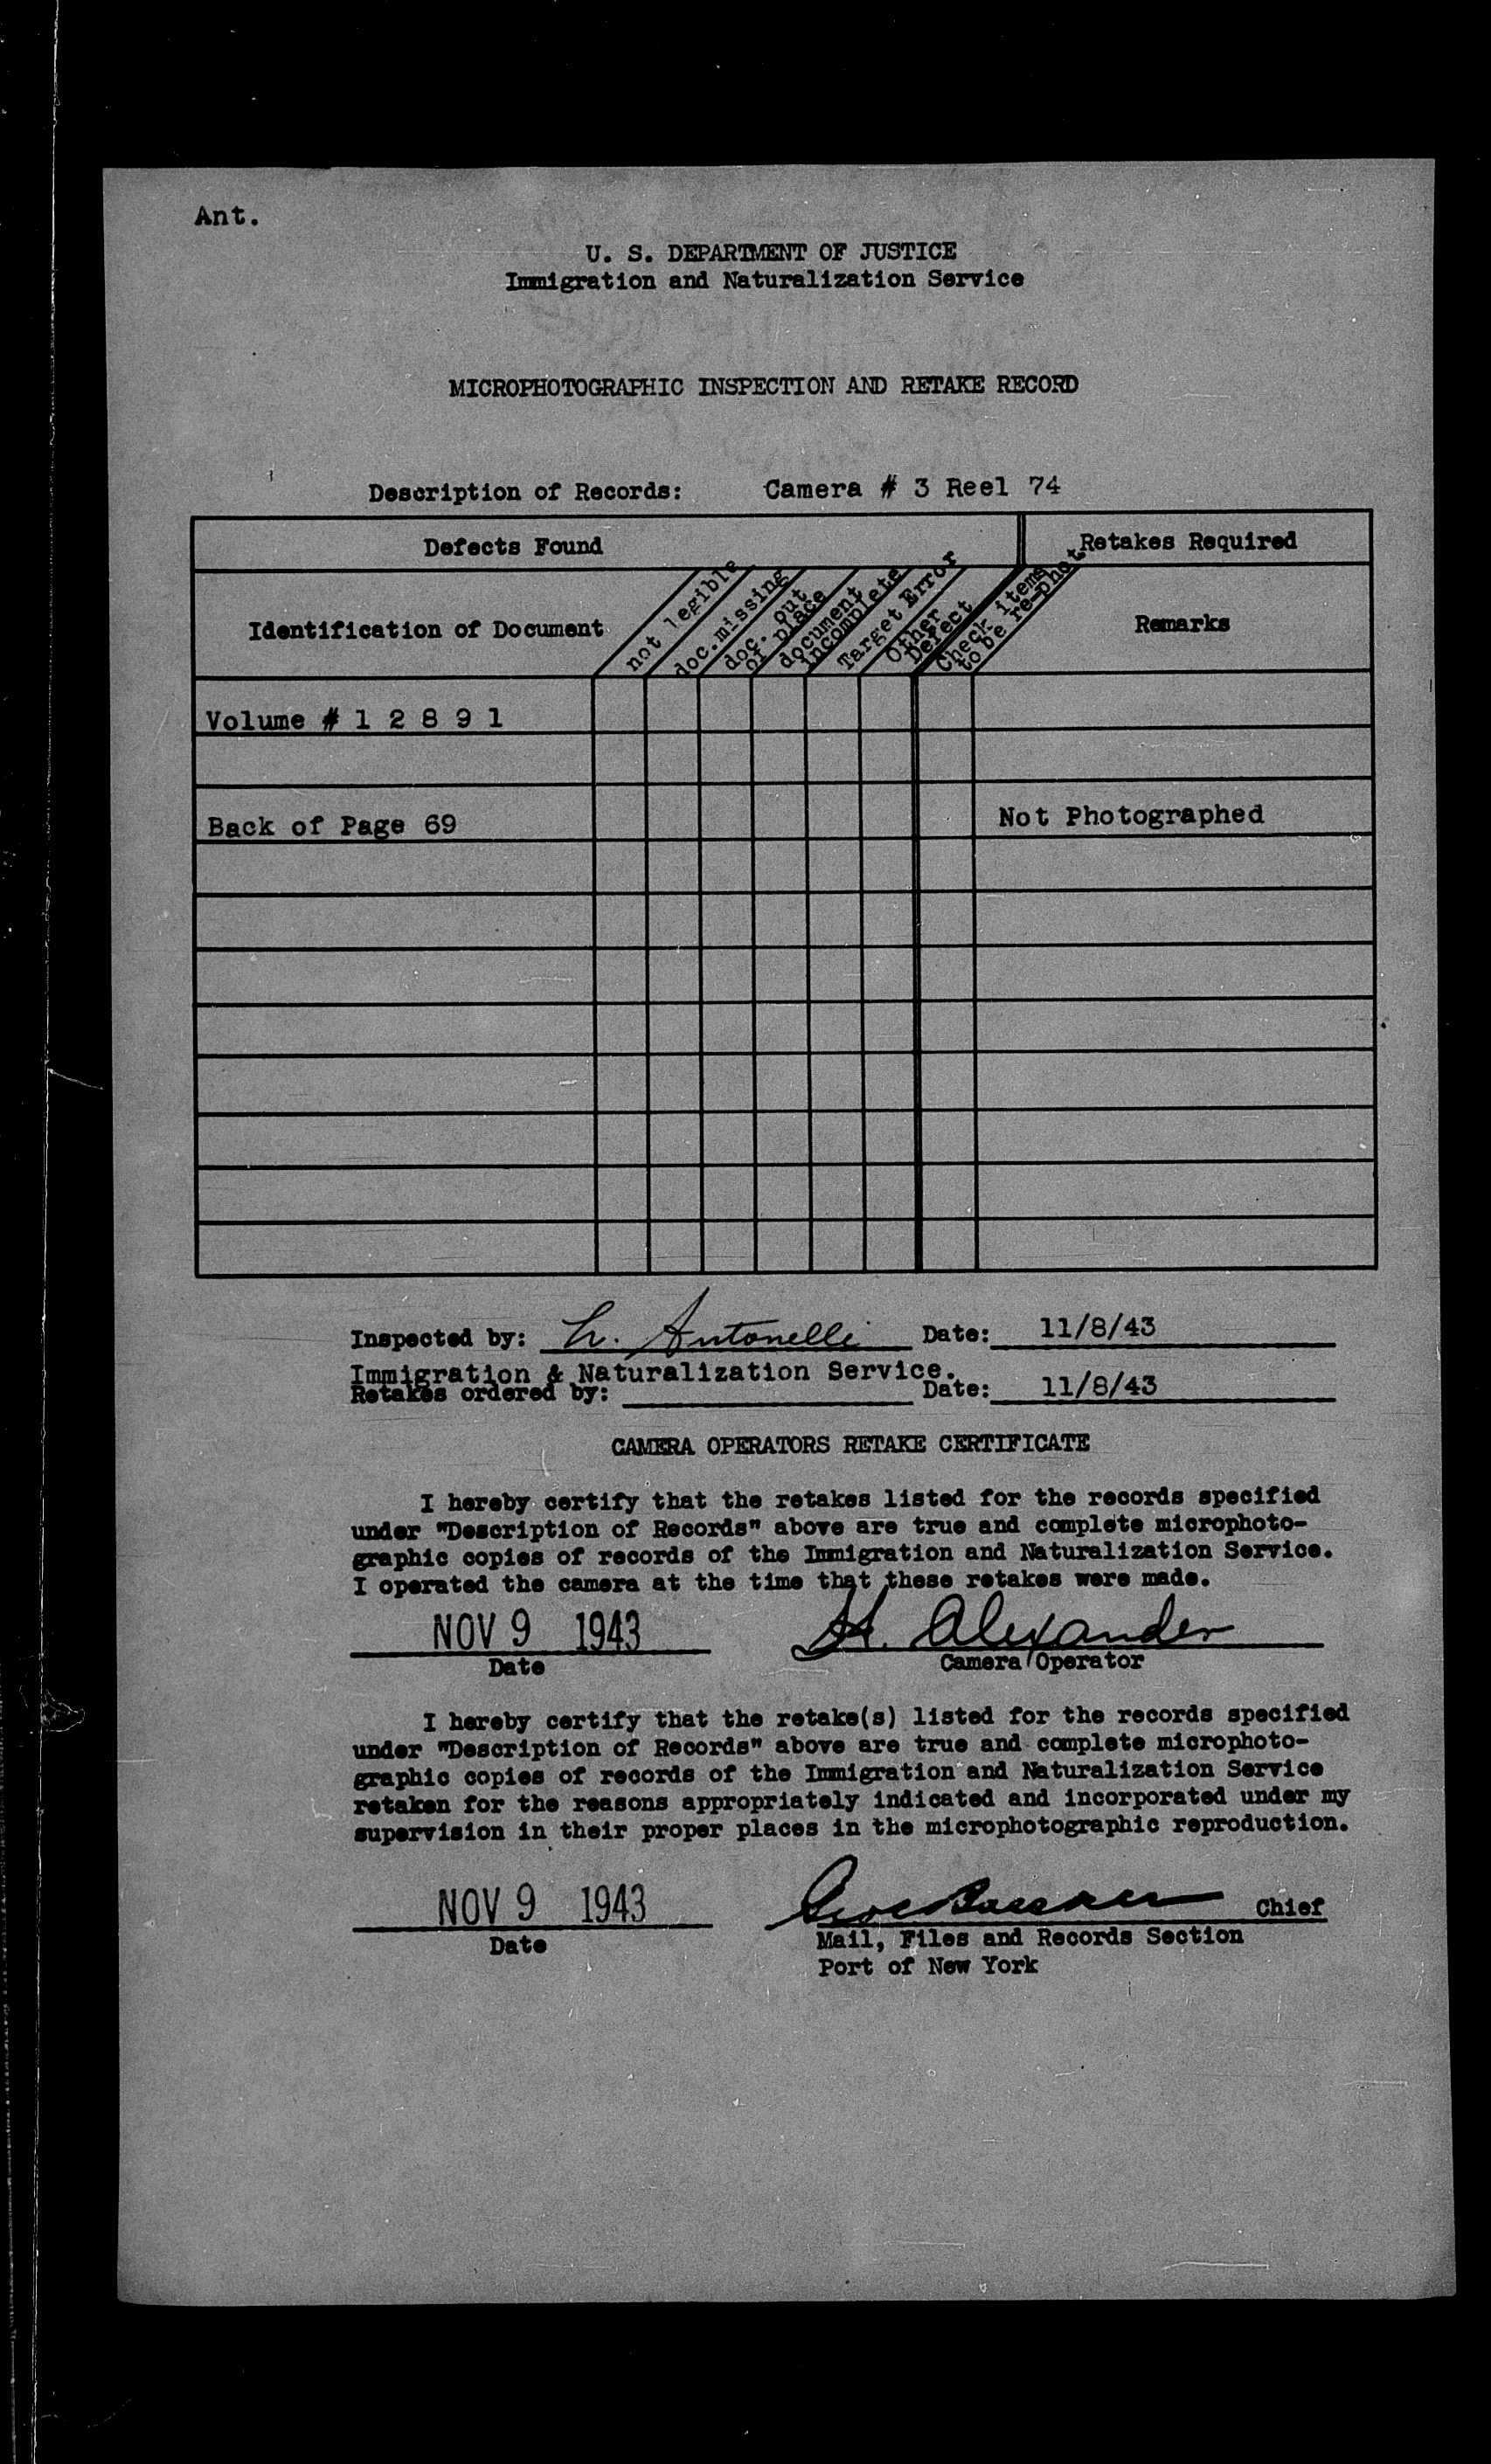 Ant.
U. S. DEPARTMENT OF JUSTICE
Immigration and Naturalization Service
MICROPHOTOGRAPHIC INSPECTION AND RETAKE RECORD
Description of Records: Camera # 3 Reel 74
Defects Found
Retakes Required
Identification of Document
not legible
doc.missing
doc. out
of place
document
incomplete
Target Error
Other
Defect
Check items
to be re-phot.
Remarks
Volume # 1 2 8 9 1
Back of Page 69 Not Photographed
Inspected by: Antonelli Date: 11/8/43
Immigration & Naturalization Service.
Retakes ordered by: Date: 11/8/43
CAMERA OPERATORS RETAKE CERTIFICATE
I hereby certify that the retakes listed for the records specified
under "Description of Records" above are true and complete microphoto-
graphic copies of records of the Immigration and Naturalization Service.
I operated the camera at the time that these retakes were made.
NOV 9 1943 H. Alexander
Date Camera Operator
I hereby certify that the retake(s) listed for the records specified
under "Description of Records" above are true and complete microphoto-
graphic copies of records of the Immigration and Naturalization Service
retaken for the reasons appropriately indicated and incorporated under my
supervision in their proper places in the microphotographic reproduction.
NOV 9 1943 Chief
Date Mail, Files and Records Section
Port of New York